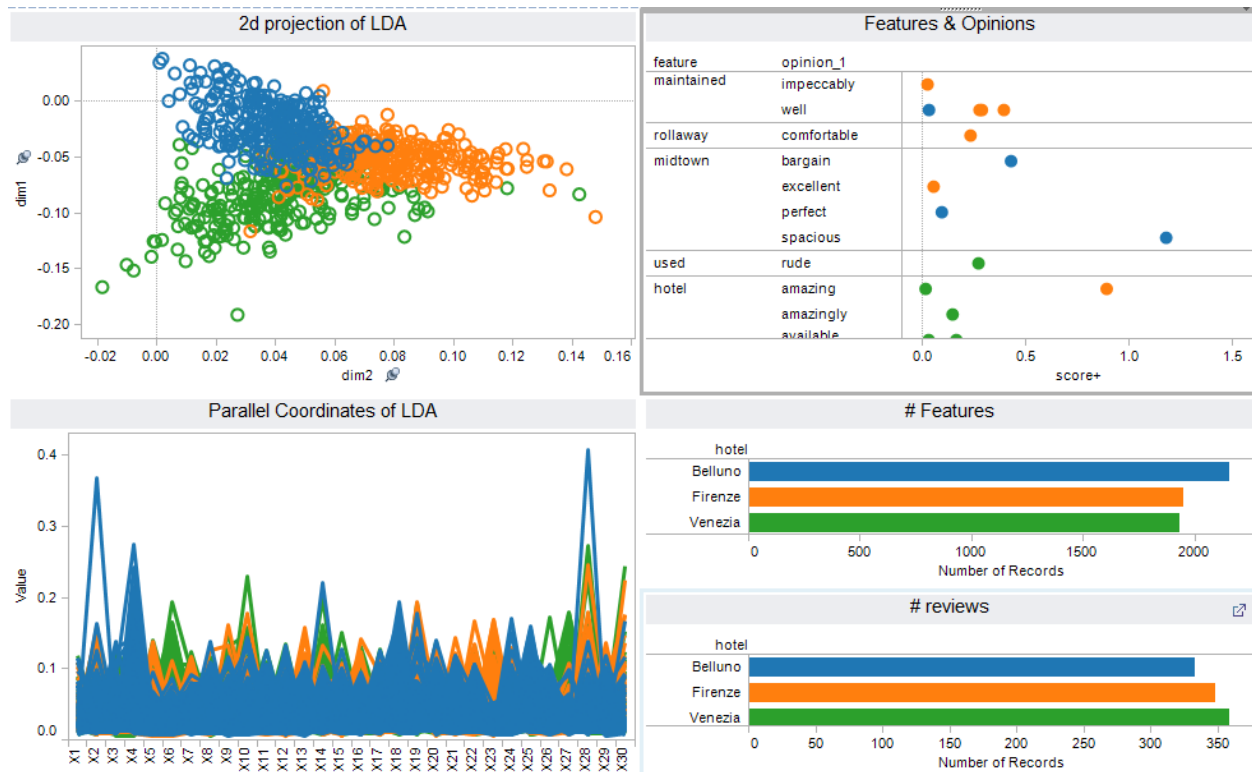 2d projection of LDA
0.00
-0.05
-0.10
-0.15
-0.20
dim1
-0.02 0.00 0.02 0.04 0.06 0.08 0.10 0.12 0.14 0.16
dim2
Features & Opinions
feature opinion_1
maintained impeccably
well
rollaway comfortable
midtown bargain
excellent
perfect
spacious
used rude
hotel amazing
amazingly
available
0.0 0.5 1.0 1.5
score+
Parallel Coordinates of LDA
0.4
0.3
0.2
0.1
0.0
Value
X1 X2 X3 X4 X5 X6 X7 X8 X9 X10 X11 X12 X13 X14 X15 X16 X17 X18 X19 X20 X21 X22 X23 X24 X25 X26 X27 X28 X29 X30
# Features
hotel
Belluno
Firenze
Venezia
0 500 1000 1500 2000
Number of Records
# reviews
hotel
Belluno
Firenze
Venezia
0 50 100 150 200 250 300 350
Number of Records